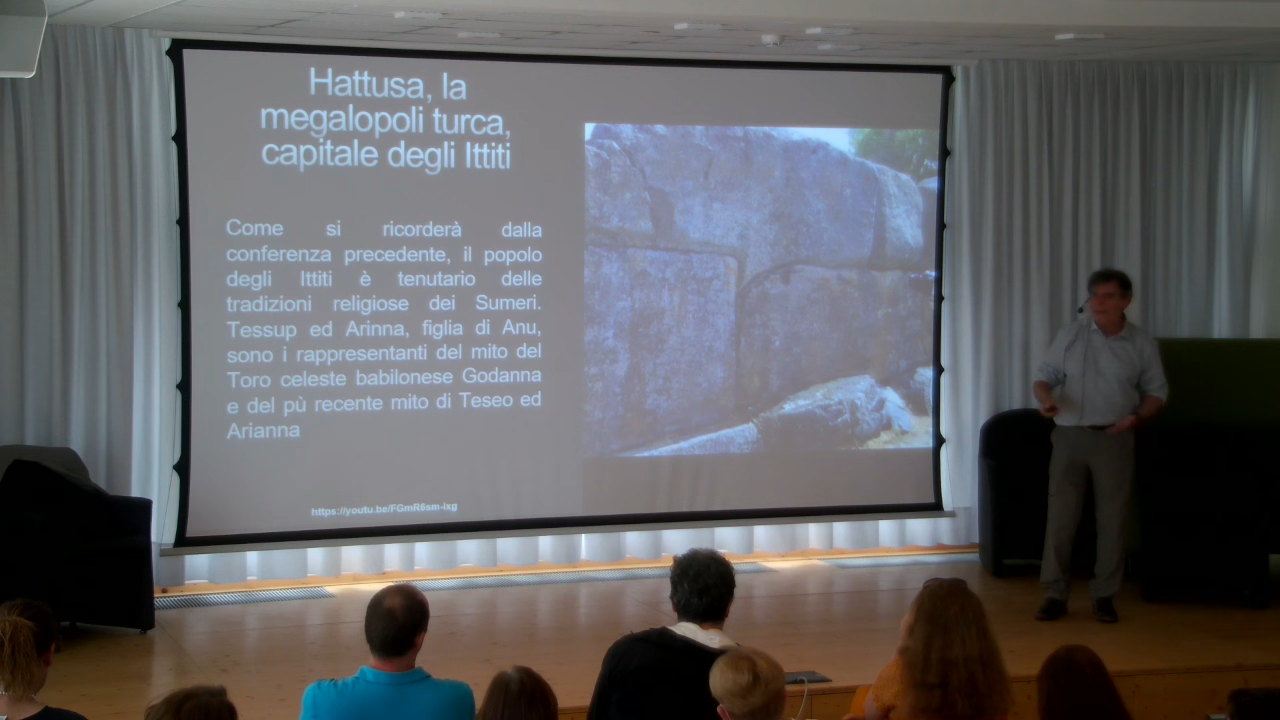 Hattusa, la
megalopoli turca,
capitale degli Ittiti
Come si ricorderà dalla
conferenza precedente, il popolo
degli Ittiti è tenutario delle
tradizioni religiose dei Sumeri.
Tessup ed Arinna, figlia di Anu,
sono i rappresentanti del mito del
Toro celeste babilonese Godanna
e del pù recente mito di Teseo ed
Arianna
https://youtu.be/FGmR6sm-ixg